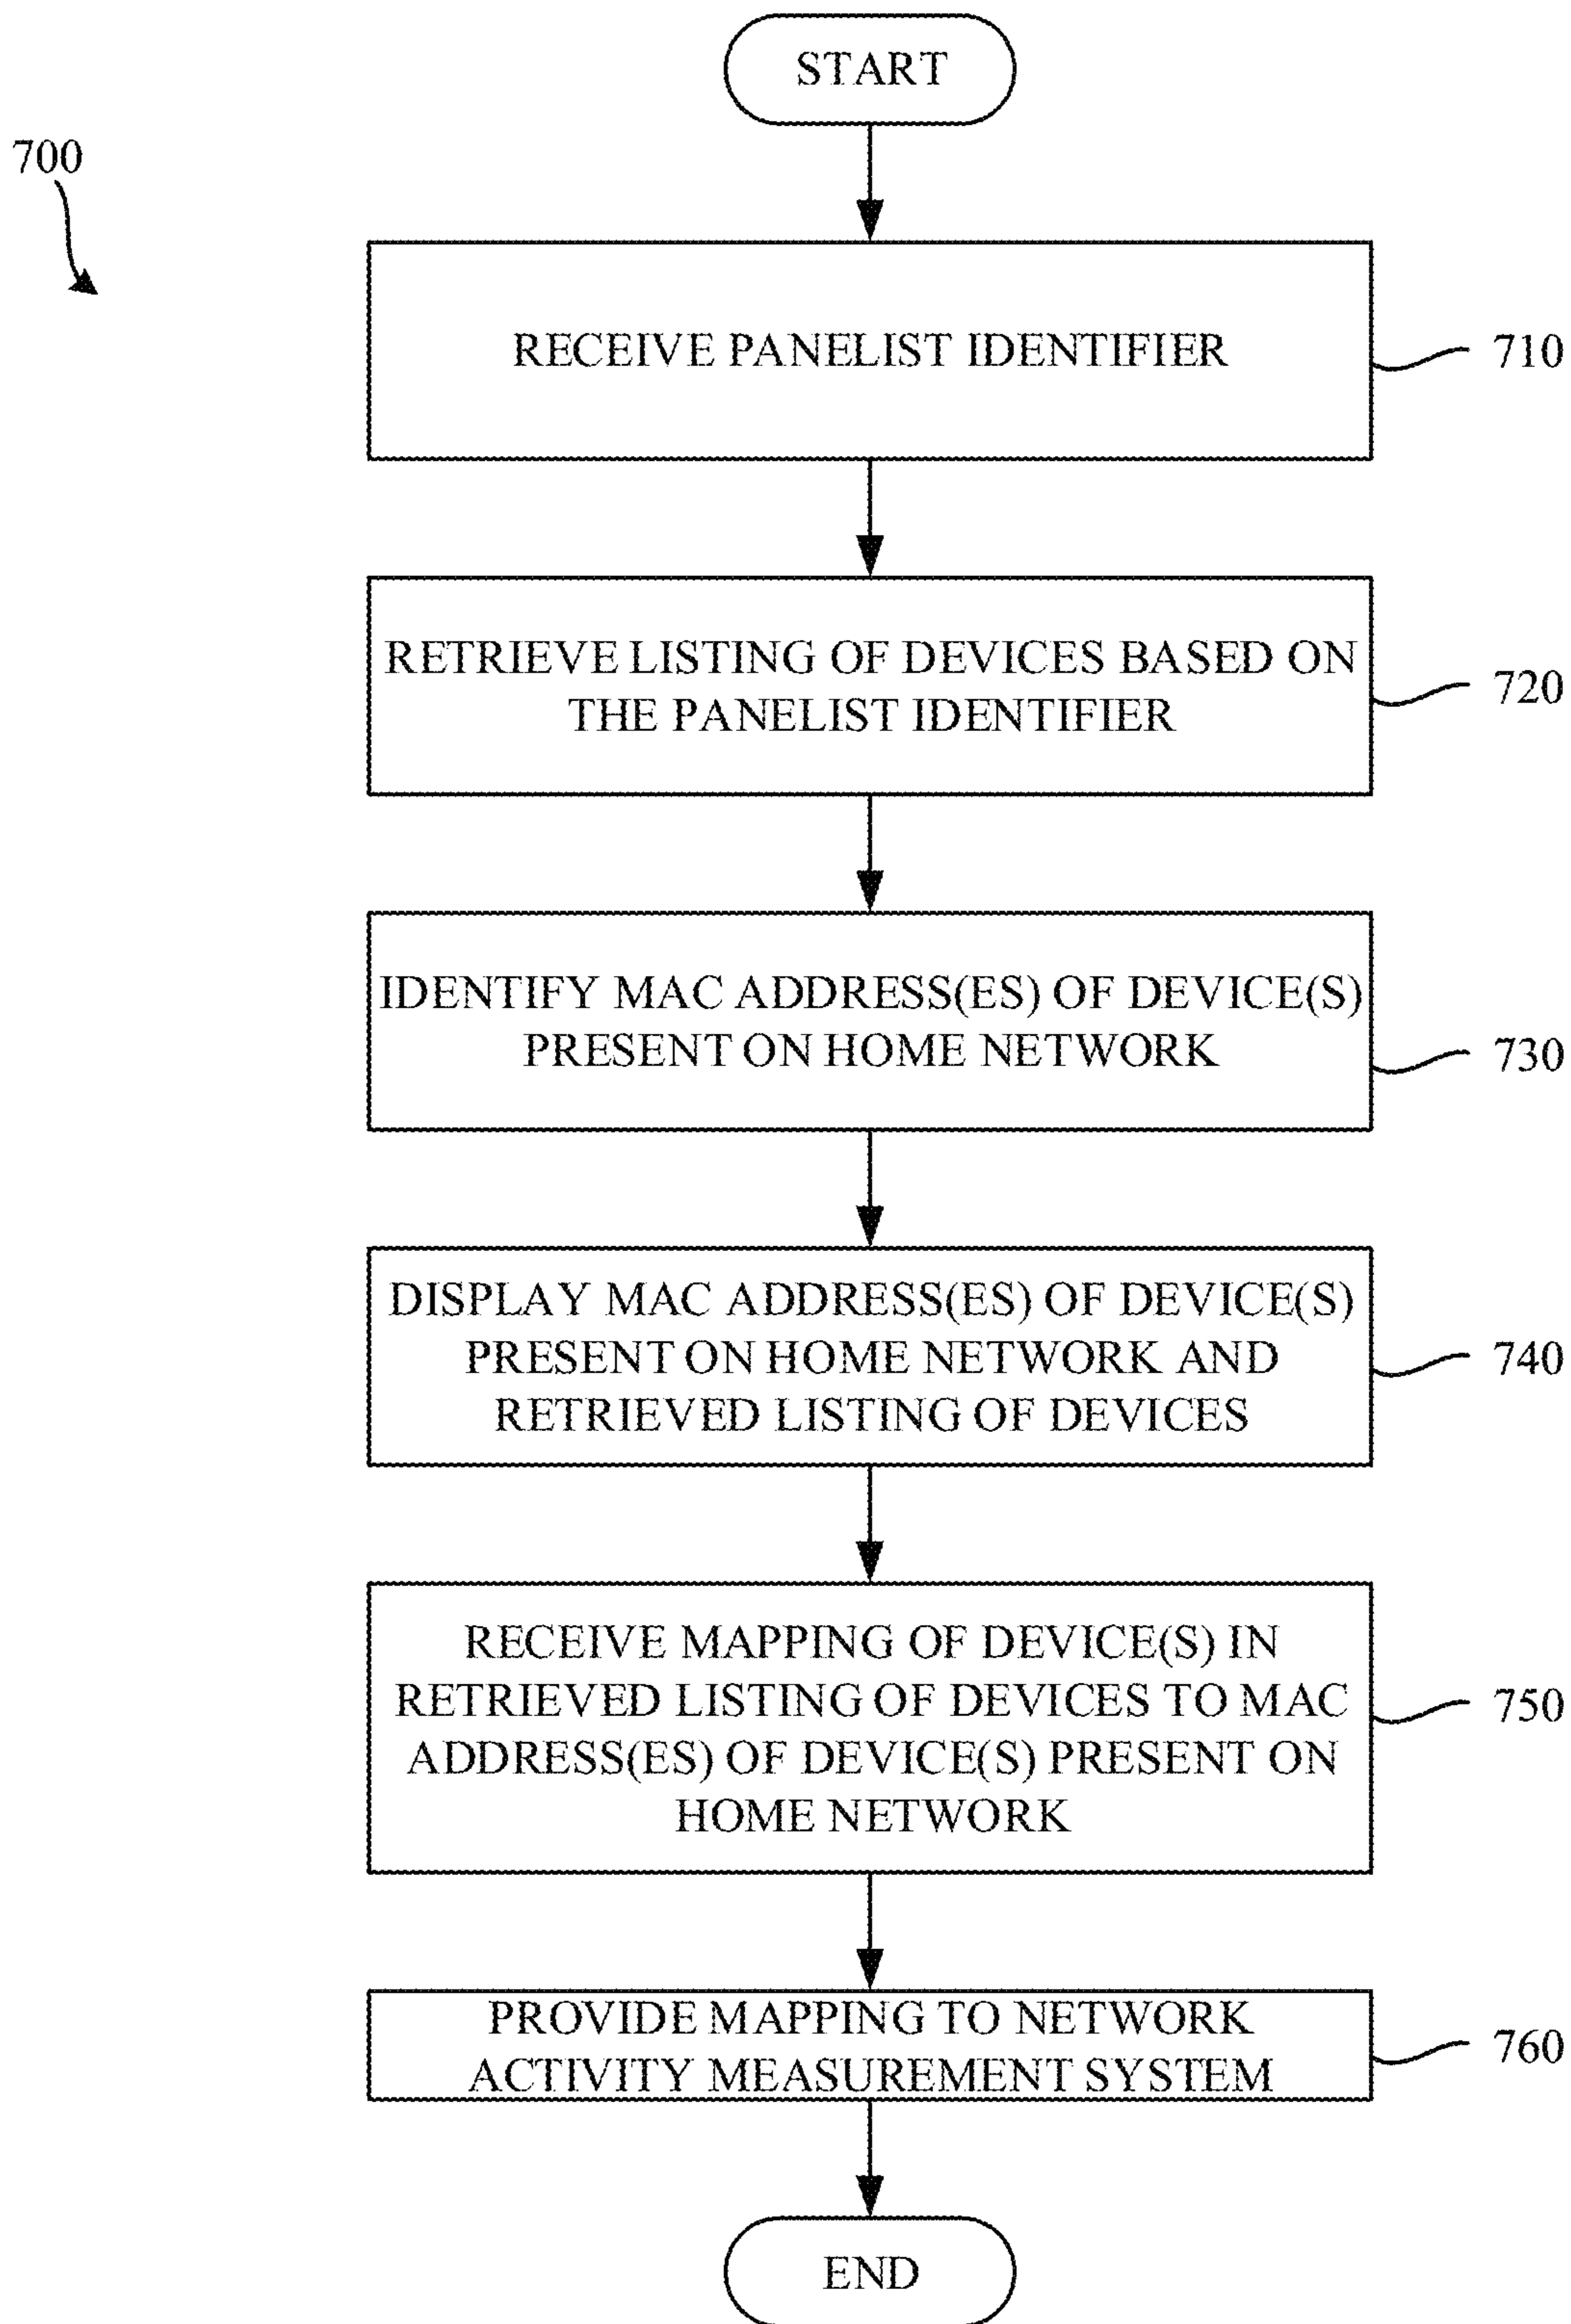 START
700
RECEIVE PANELIST IDENTIFIER
710
RETRIEVE LISTING OF DEVICES BASED ON
THE PANELIST IDENTIFIER
720
IDENTIFY MAC ADDRESS(ES) OF DEVICE(S)
PRESENT ON HOME NETWORK
730
DISPLAY MAC ADDRESS(ES) OF DEVICE(S)
PRESENT ON HOME NETWORK AND
RETRIEVED LISTING OF DEVICES
740
RECEIVE MAPPING OF DEVICE(S) IN
RETRIEVED LISTING OF DEVICES TO MAC
ADDRESS(ES) OF DEVICE(S) PRESENT ON
HOME NETWORK
750
PROVIDE MAPPING TO NETWORK
ACTIVITY MEASUREMENT SYSTEM
760
END